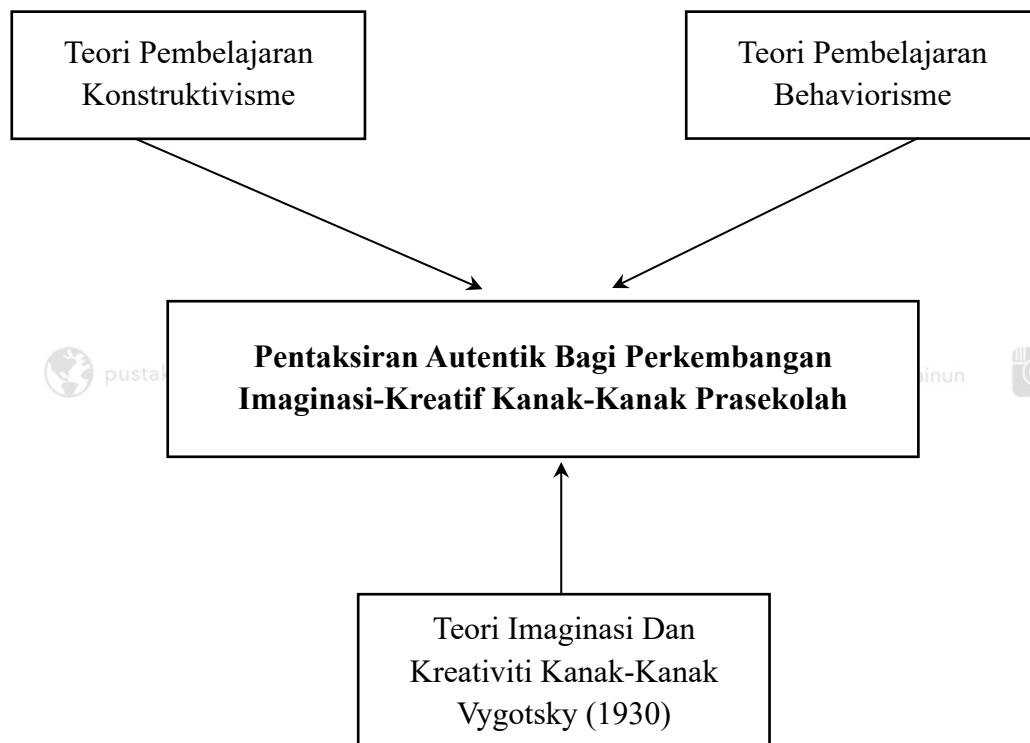 Teori Pembelajaran
Konstruktivisme
Teori Pembelajaran
Behaviorisme
Pentaksiran Autentik Bagi Perkembangan
Imaginasi-Kreatif Kanak-Kanak Prasekolah
Teori Imaginasi Dan
Kreativiti Kanak-Kanak
Vygotsky (1930)